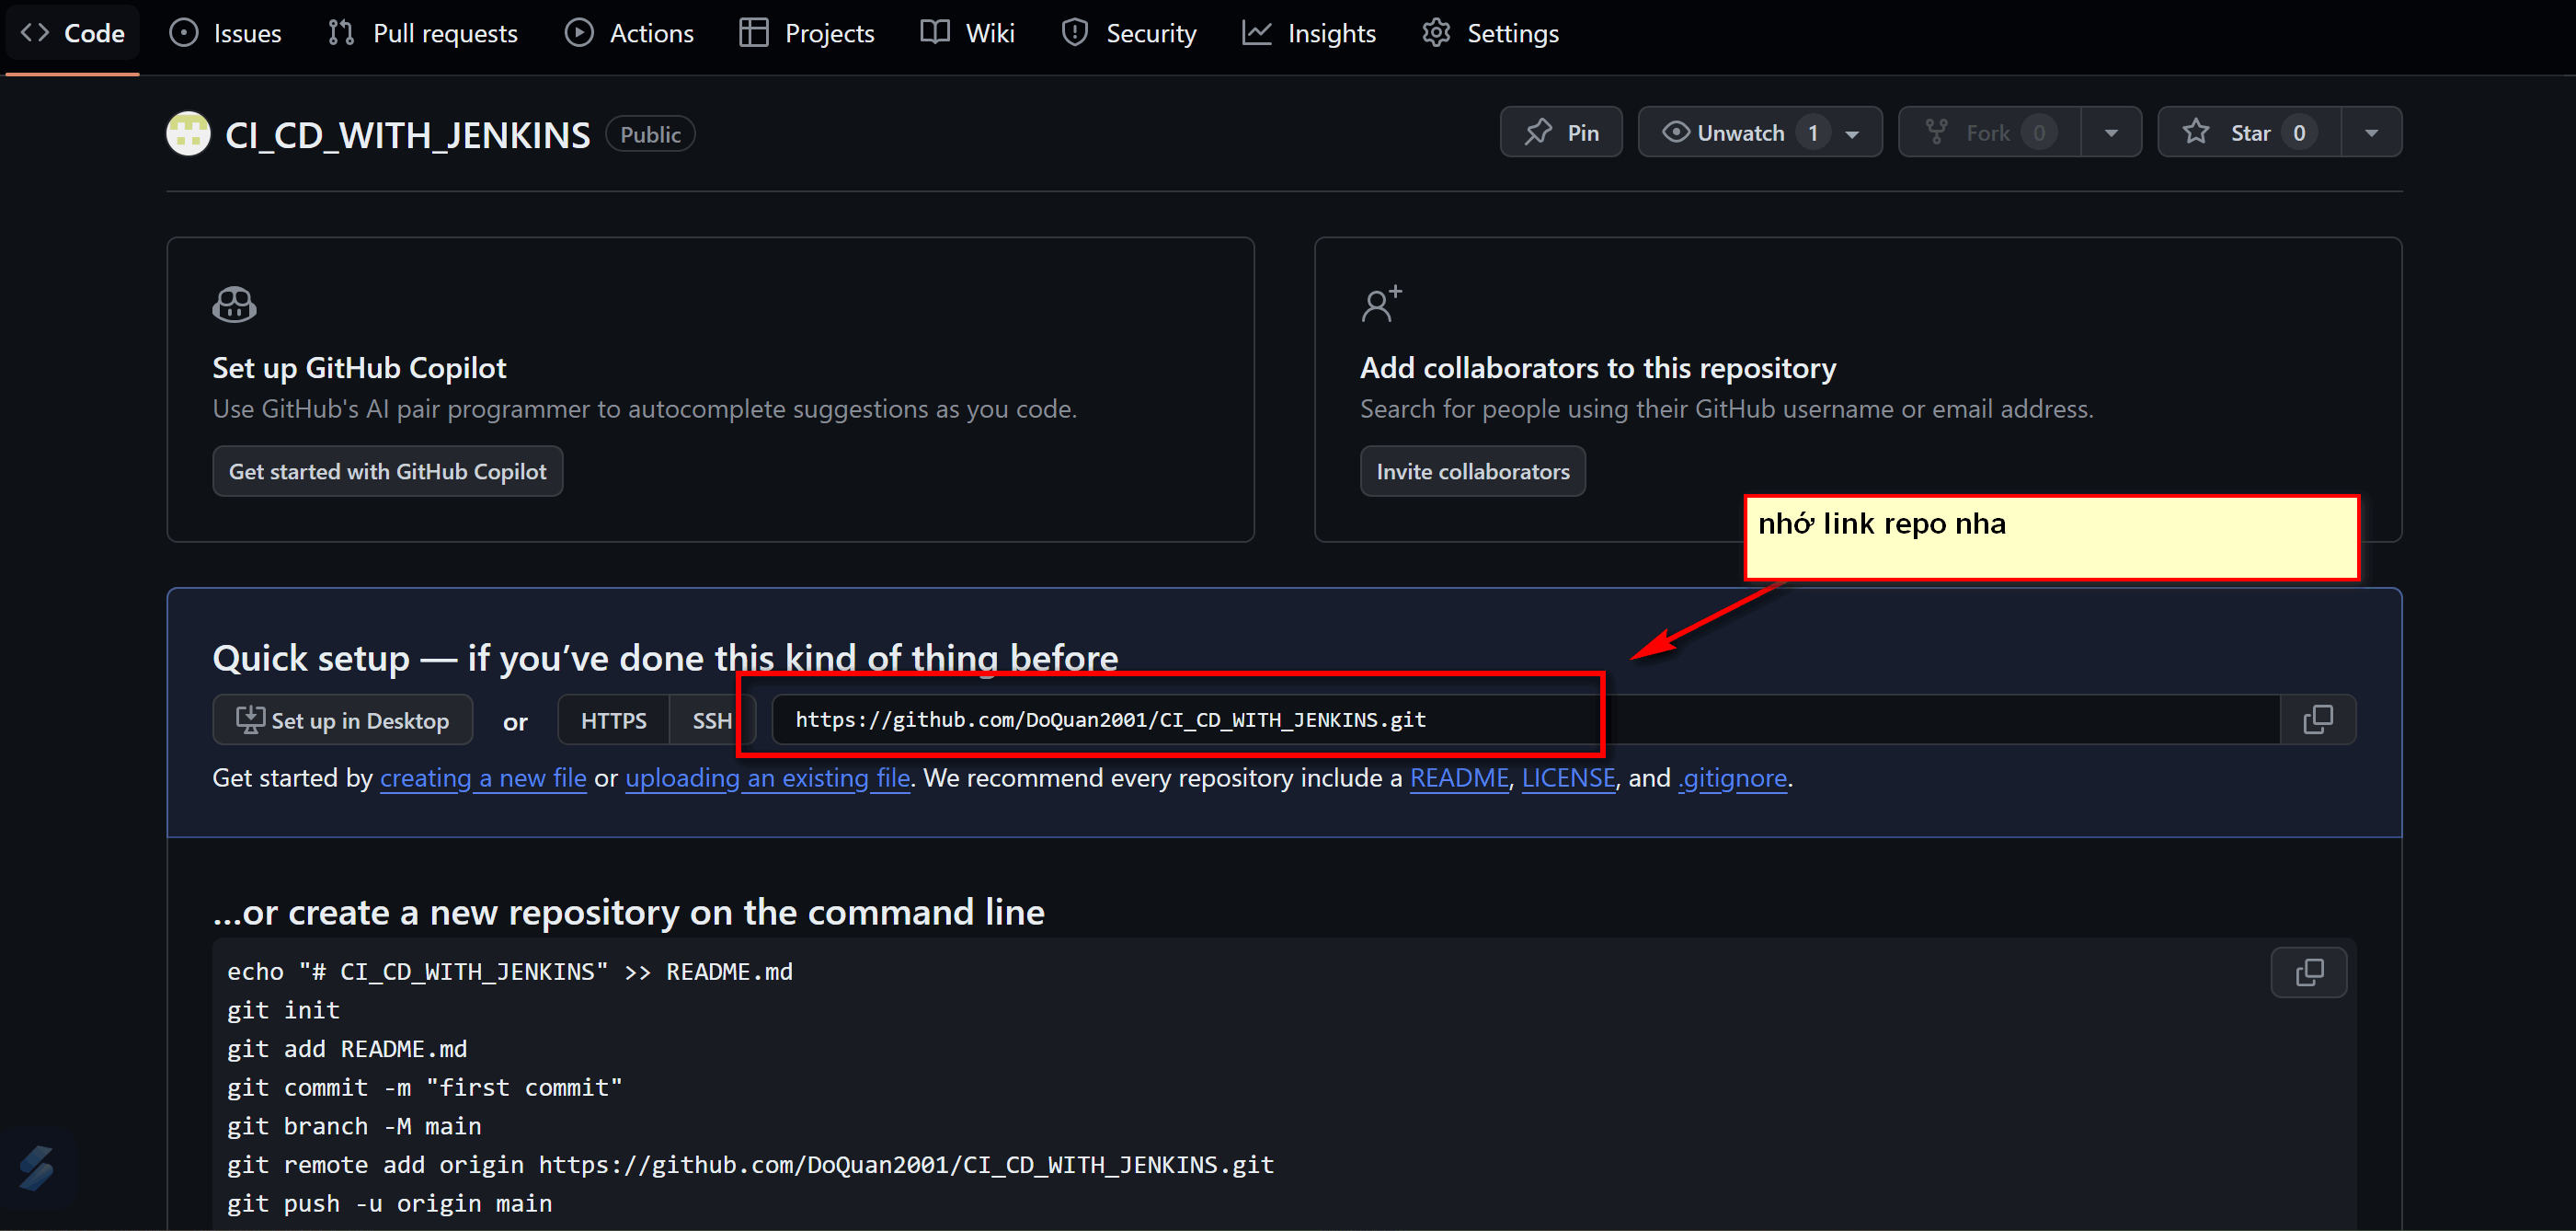 Code Issues Pull requests Actions Projects Wiki Security Insights Settings
CI_CD_WITH_JENKINS Public
Pin Unwatch 1 Fork 0 Star 0
Set up GitHub Copilot
Use GitHub's AI pair programmer to autocomplete suggestions as you code.
Get started with GitHub Copilot
Add collaborators to this repository
Search for people using their GitHub username or email address.
Invite collaborators
nhớ link repo nha
Quick setup — if you’ve done this kind of thing before
Set up in Desktop or HTTPS SSH https://github.com/DoQuan2001/CI_CD_WITH_JENKINS.git
Get started by creating a new file or uploading an existing file. We recommend every repository include a README, LICENSE, and .gitignore.
…or create a new repository on the command line
echo "# CI_CD_WITH_JENKINS" >> README.md
git init
git add README.md
git commit -m "first commit"
git branch -M main
git remote add origin https://github.com/DoQuan2001/CI_CD_WITH_JENKINS.git
git push -u origin main